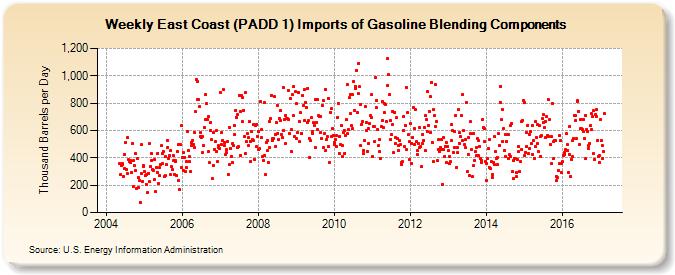 Weekly East Coast (PADD 1) Imports of Gasoline Blending Components
Thousand Barrels per Day
1,200
1,000
800
600
400
200
0
2004 2006 2008 2010 2012 2014 2016
Source: U.S. Energy Information Administration